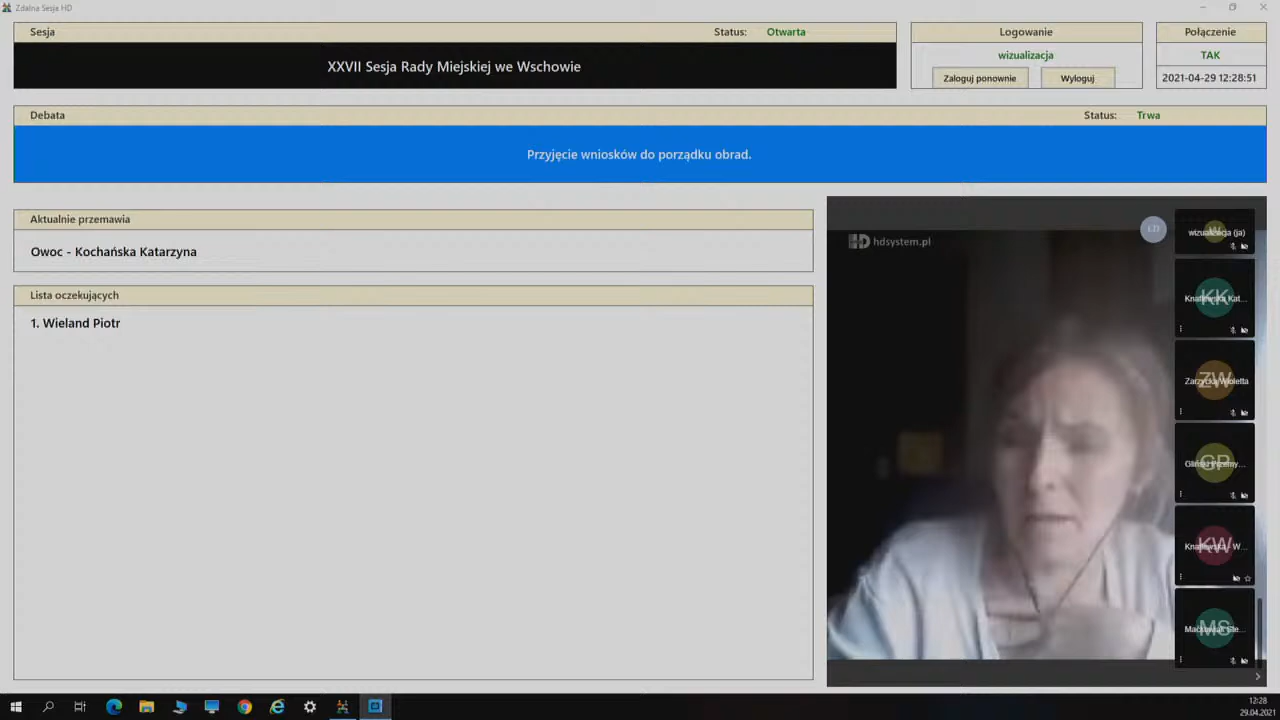 Zdalna Sesja HD
Sesja
Status: Otwarta
XXVII Sesja Rady Miejskiej we Wschowie
Logowanie
wizualizacja
Zaloguj ponownie
Wyloguj
Połączenie
TAK
2021-04-29 12:28:51
Debata
Status: Trwa
Przyjęcie wniosków do porządku obrad.
Aktualnie przemawia
Owoc - Kochańska Katarzyna
Lista oczekujących
1. Wieland Piotr
hdsystem.pl
wizualizacja (ja)
KK
Knaflewska Kat...
ZW
Zarzycka Wioletta
GP
KW
Knaflewska - W...
MS
12:28
29.04.2021